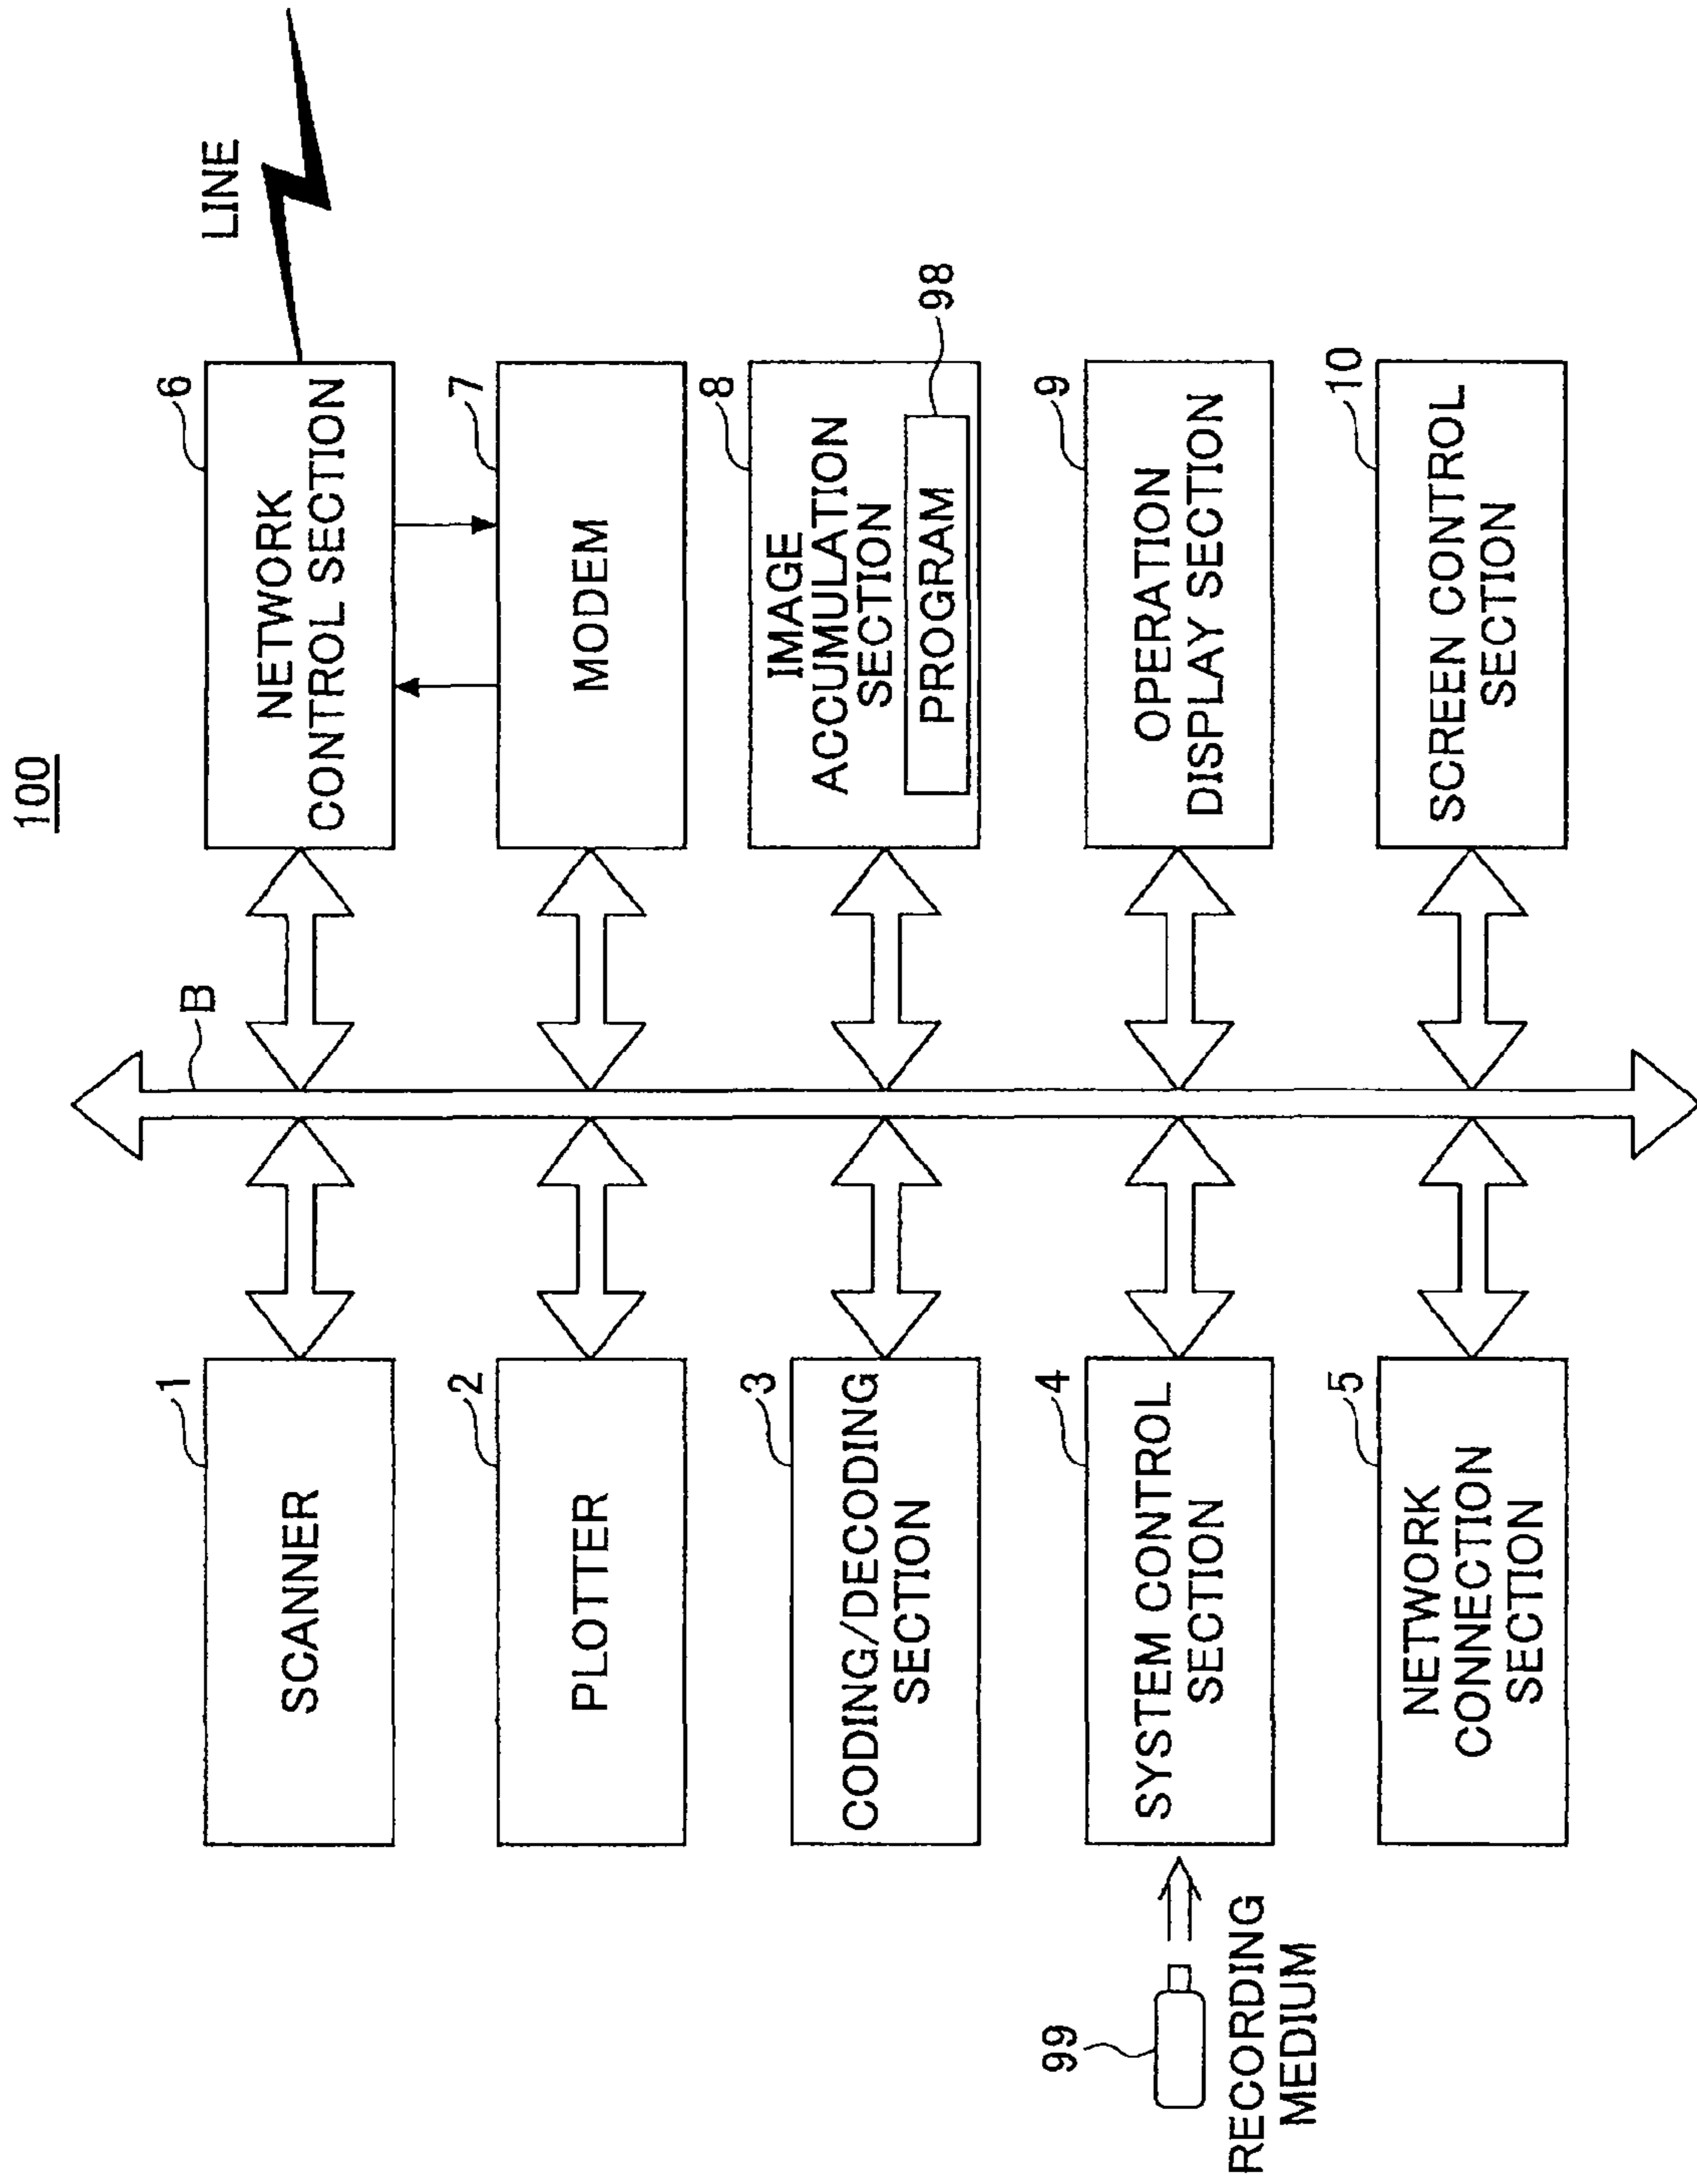 100
1
SCANNER
2
PLOTTER
3
CODING/DECODING
SECTION
4
SYSTEM CONTROL
SECTION
5
NETWORK
CONNECTION
SECTION
99
RECORDING
MEDIUM
B
6
NETWORK
CONTROL SECTION
LINE
7
MODEM
8
IMAGE
ACCUMULATION
SECTION
PROGRAM
98
9
OPERATION
DISPLAY SECTION
10
SCREEN CONTROL
SECTION